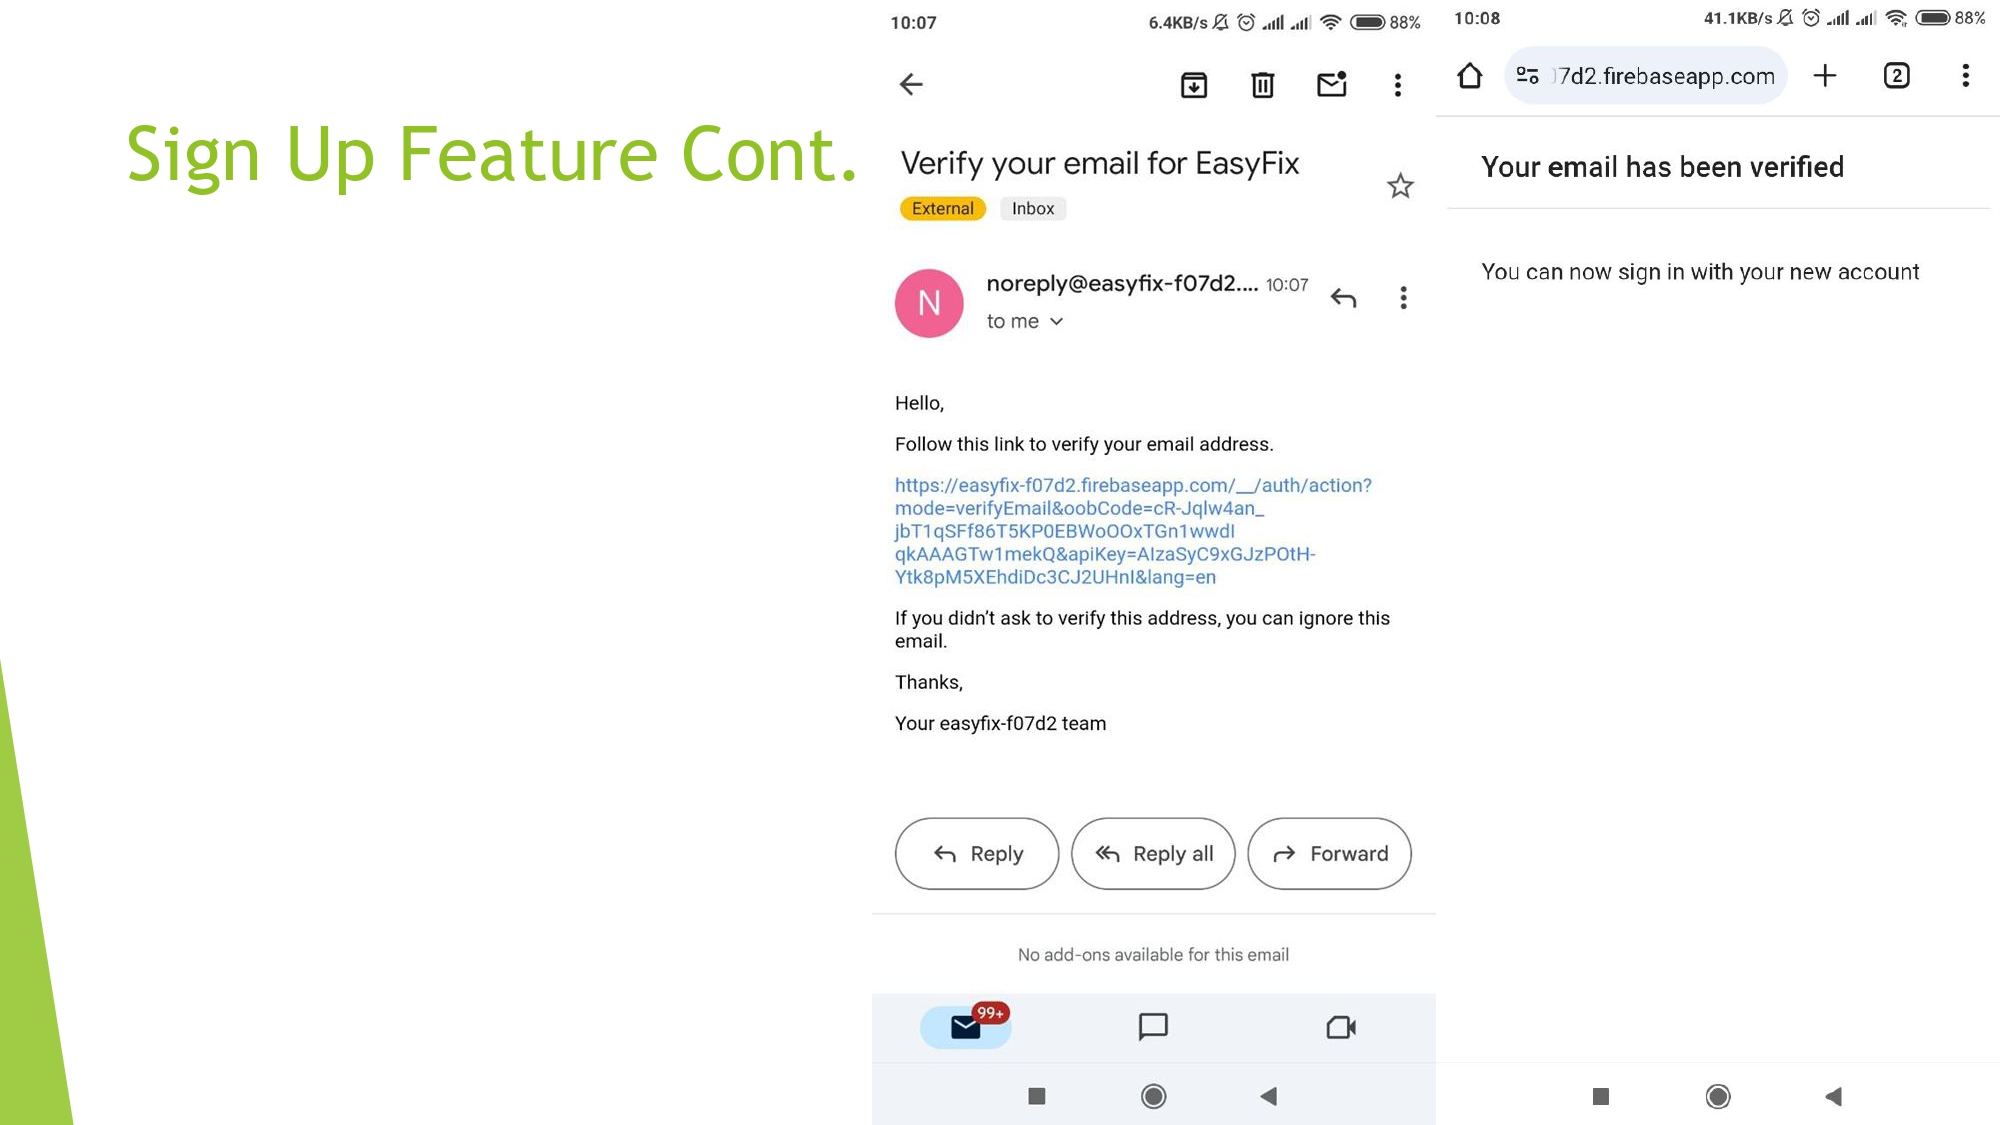 Sign Up Feature Cont.
10:07
6.4KB/s
88%
Verify your email for EasyFix
External
Inbox
noreply@easyfix-f07d2.... 10:07
to me
Hello,
Follow this link to verify your email address.
https://easyfix-f07d2.firebaseapp.com/__/auth/action?
mode=verifyEmail&oobCode=cR-Jqlw4an_
jbT1qSFf86T5KP0EBWoOOxTGn1wwdI
qkAAAGTw1mekQ&apiKey=AIzaSyC9xGJzPOtH-
Ytk8pM5XEhdiDc3CJ2UHnI&lang=en
If you didn't ask to verify this address, you can ignore this
email.
Thanks,
Your easyfix-f07d2 team
Reply
Reply all
Forward
No add-ons available for this email
99+
10:08
41.1KB/s
88%
7d2.firebaseapp.com
2
Your email has been verified
You can now sign in with your new account